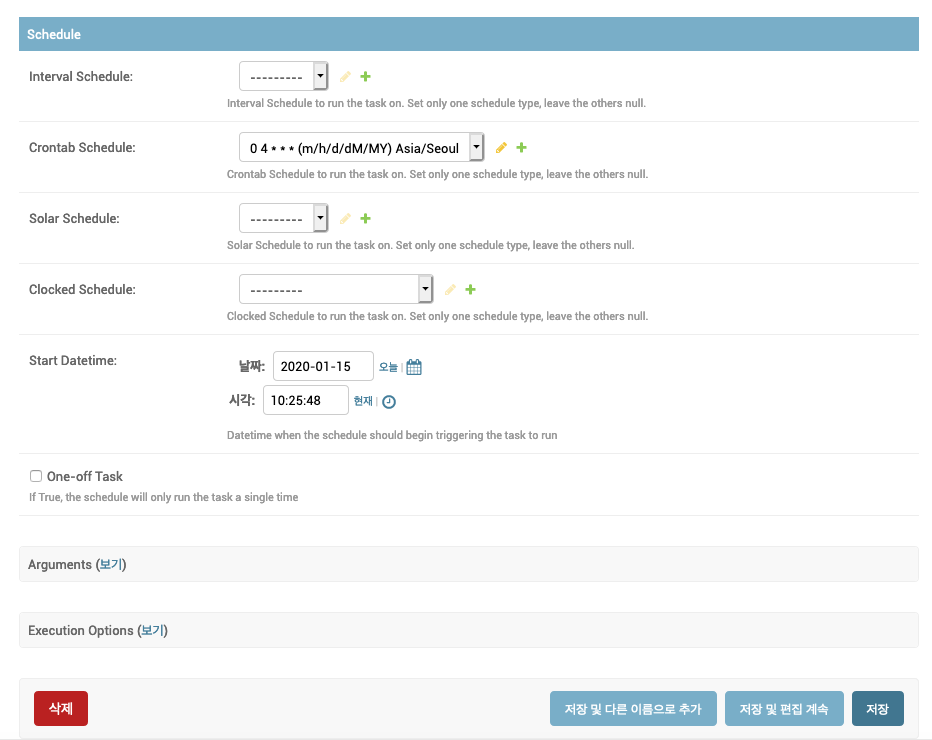 Schedule
Interval Schedule:
---------
Interval Schedule to run the task on. Set only one schedule type, leave the others null.
Crontab Schedule:
0 4 * * * (m/h/d/dM/MY) Asia/Seoul
Crontab Schedule to run the task on. Set only one schedule type, leave the others null.
Solar Schedule:
---------
Solar Schedule to run the task on. Set only one schedule type, leave the others null.
Clocked Schedule:
---------
Clocked Schedule to run the task on. Set only one schedule type, leave the others null.
Start Datetime:
날짜: 2020-01-15 오늘 |
시각: 10:25:48 현재 |
Datetime when the schedule should begin triggering the task to run
One-off Task
If True, the schedule will only run the task a single time
Arguments (보기)
Execution Options (보기)
삭제 저장 및 다른 이름으로 추가 저장 및 편집 계속 저장